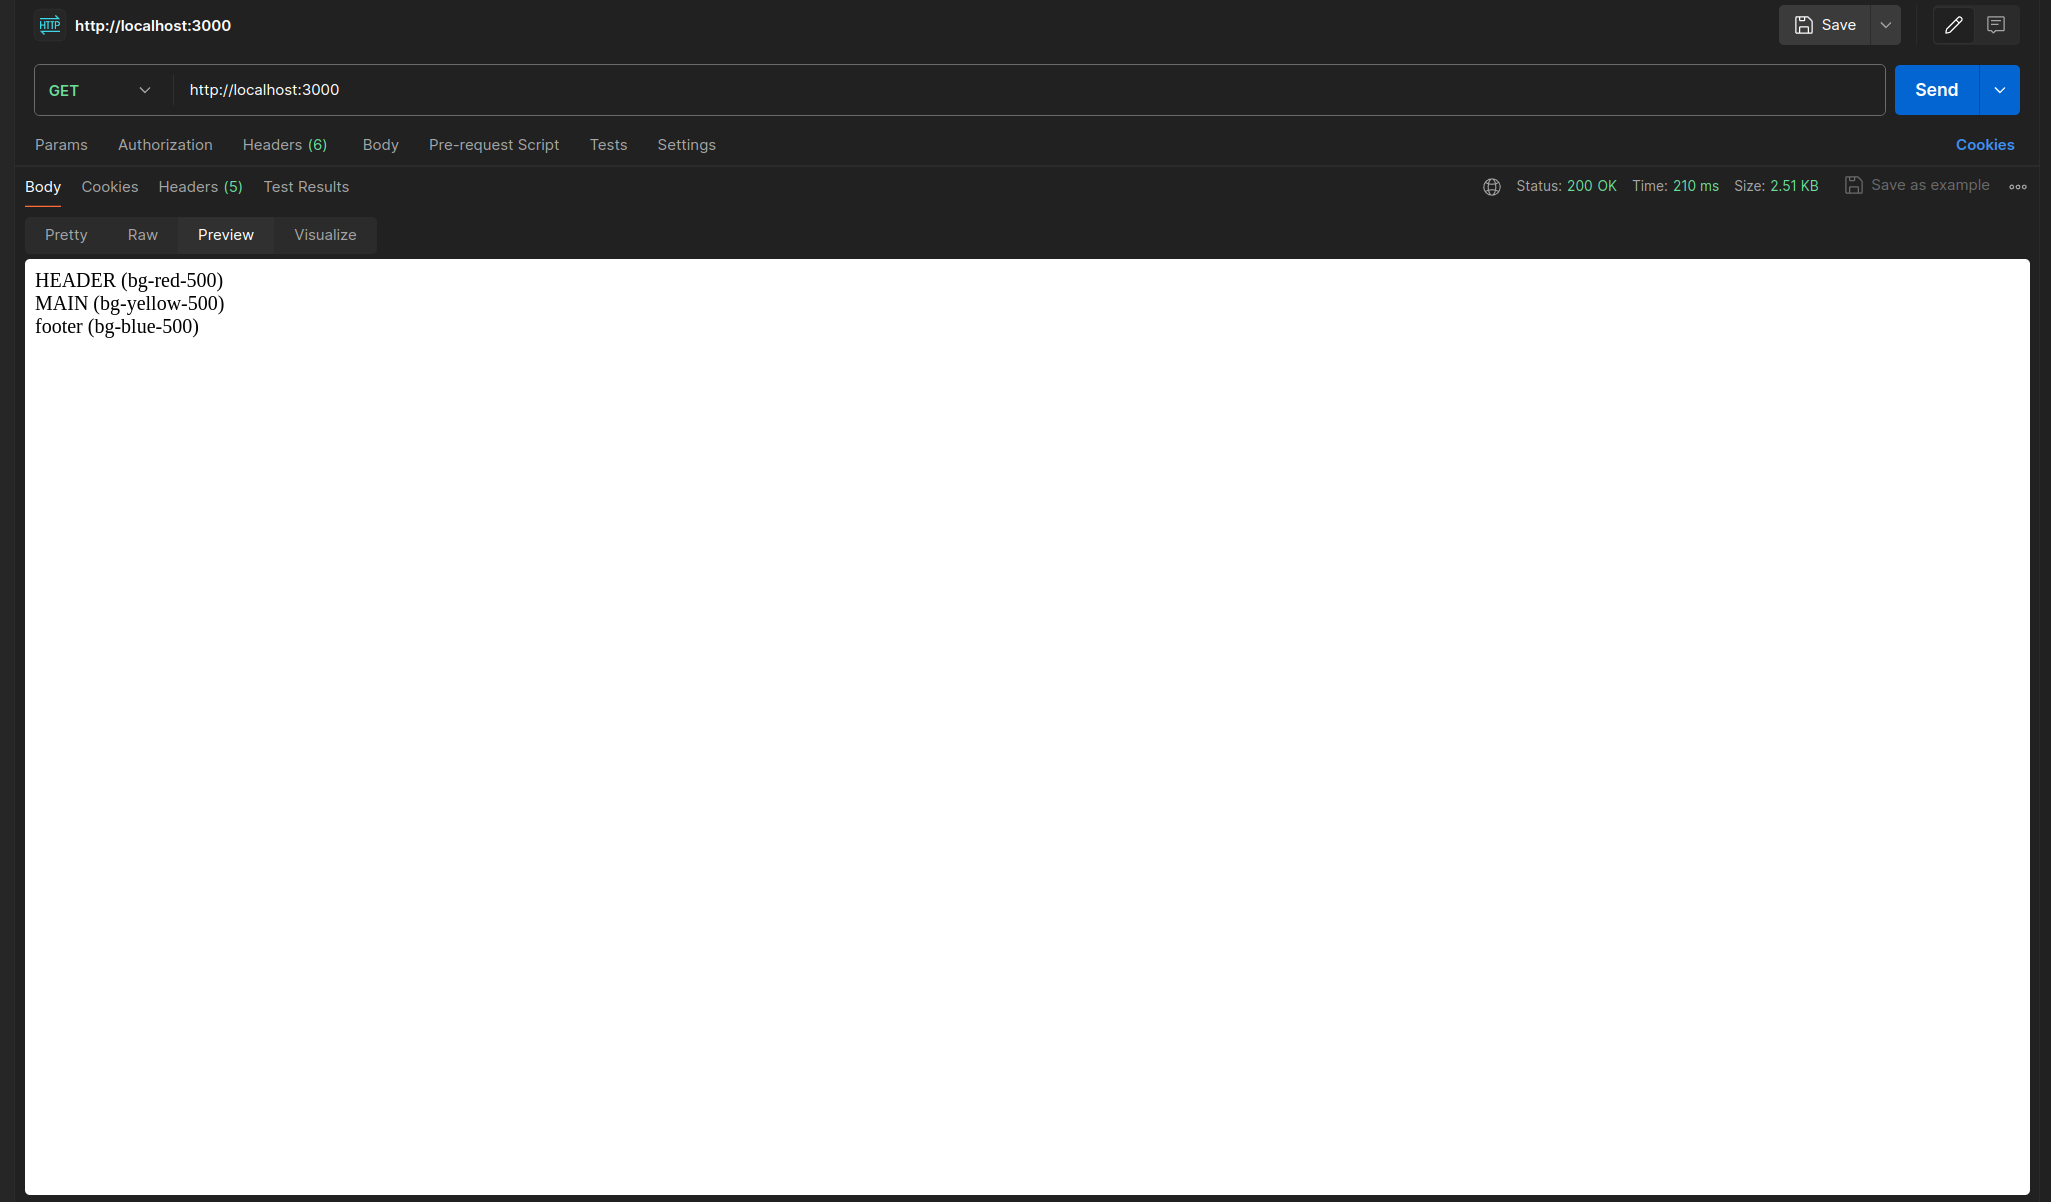 HTTP http://localhost:3000
Save
GET http://localhost:3000
Send
Params Authorization Headers (6) Body Pre-request Script Tests Settings Cookies
Body Cookies Headers (5) Test Results Status: 200 OK Time: 210 ms Size: 2.51 KB Save as example
Pretty Raw Preview Visualize
HEADER (bg-red-500)
MAIN (bg-yellow-500)
footer (bg-blue-500)